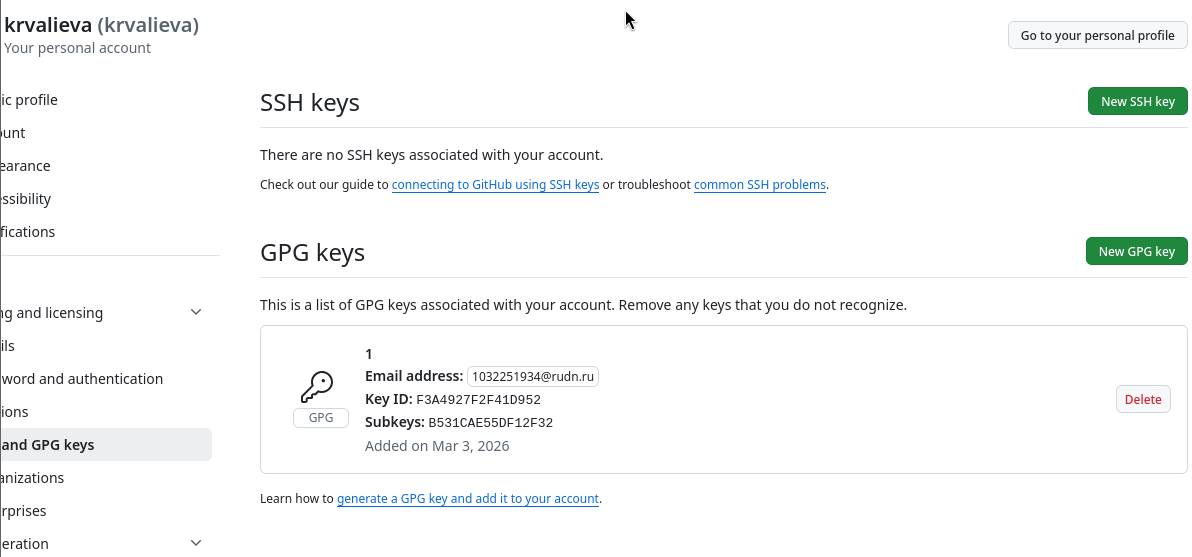 krvalieva (krvalieva)
Your personal account
Go to your personal profile
ic profile
ount
earance
essibility
fications
ng and licensing
ils
word and authentication
ions
and GPG keys
anizations
rprises
eration
SSH keys
New SSH key
There are no SSH keys associated with your account.
Check out our guide to connecting to GitHub using SSH keys or troubleshoot common SSH problems.
GPG keys
New GPG key
This is a list of GPG keys associated with your account. Remove any keys that you do not recognize.
GPG
1
Email address: 1032251934@rudn.ru
Key ID: F3A4927F2F41D952
Subkeys: B531CAE55DF12F32
Added on Mar 3, 2026
Delete
Learn how to generate a GPG key and add it to your account.